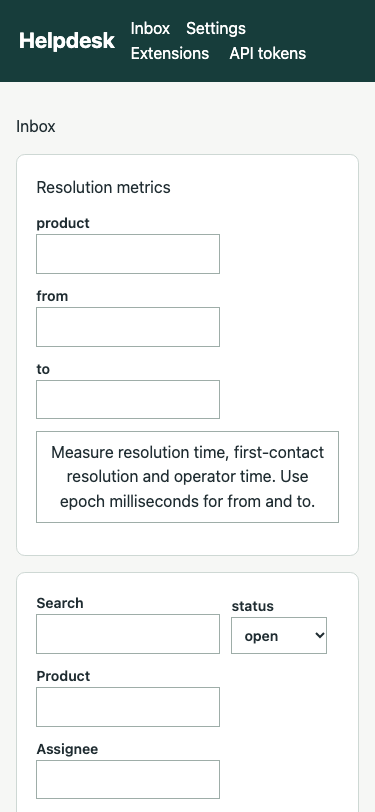 Helpdesk
Inbox Settings
Extensions API tokens
Inbox
Resolution metrics
product
from
to
Measure resolution time, first-contact
resolution and operator time. Use
epoch milliseconds for from and to.
Search
status
open
Product
Assignee